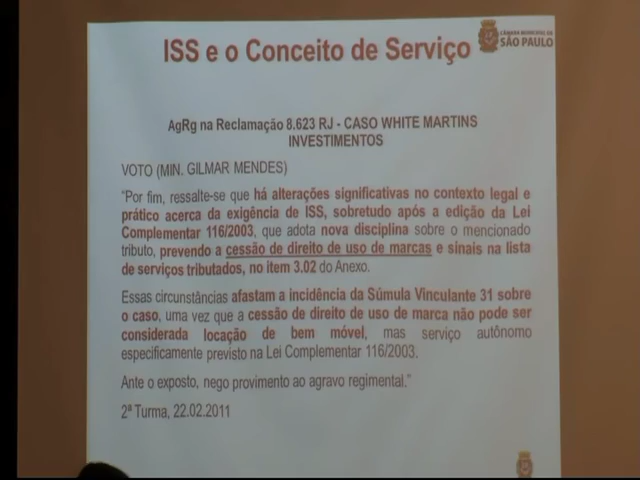 ISS e o Conceito de Serviço
CÂMARA MUNICIPAL DE
SÃO PAULO
AgRg na Reclamação 8.623 RJ - CASO WHITE MARTINS
INVESTIMENTOS
VOTO (MIN. GILMAR MENDES)
"Por fim, ressalte-se que há alterações significativas no contexto legal e
prático acerca da exigência de ISS, sobretudo após a edição da Lei
Complementar 116/2003, que adota nova disciplina sobre o mencionado
tributo, prevendo a cessão de direito de uso de marcas e sinais na lista
de serviços tributados, no item 3.02 do Anexo.
Essas circunstâncias afastam a incidência da Súmula Vinculante 31 sobre
o caso, uma vez que a cessão de direito de uso de marca não pode ser
considerada locação de bem móvel, mas serviço autônomo
especificamente previsto na Lei Complementar 116/2003.
Ante o exposto, nego provimento ao agravo regimental."
2ª Turma, 22.02.2011